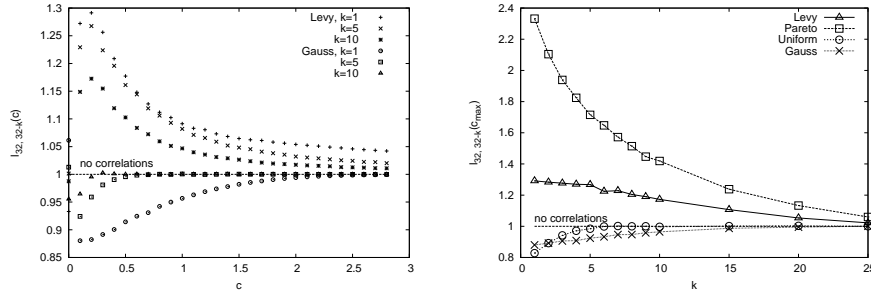 I32, 32-k(c)
1.3
1.25
1.2
1.15
1.1
1.05
1
0.95
0.9
0.85
Levy, k=1
k=5
k=10
Gauss, k=1
k=5
k=10
no correlations
0 0.5 1 1.5 2 2.5 3
c
I32, 32-k(cmax)
2.4
2.2
2
1.8
1.6
1.4
1.2
1
0.8
Levy
Pareto
Uniform
Gauss
no correlations
0 5 10 15 20 25
k